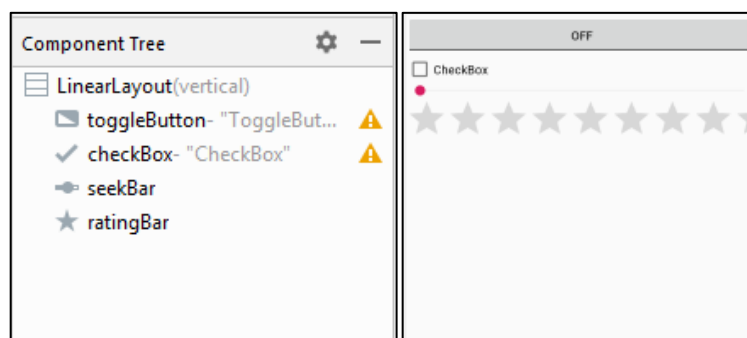 Component Tree
LinearLayout(vertical)
toggleButton- "ToggleBut...
checkBox- "CheckBox"
seekBar
ratingBar
OFF
CheckBox